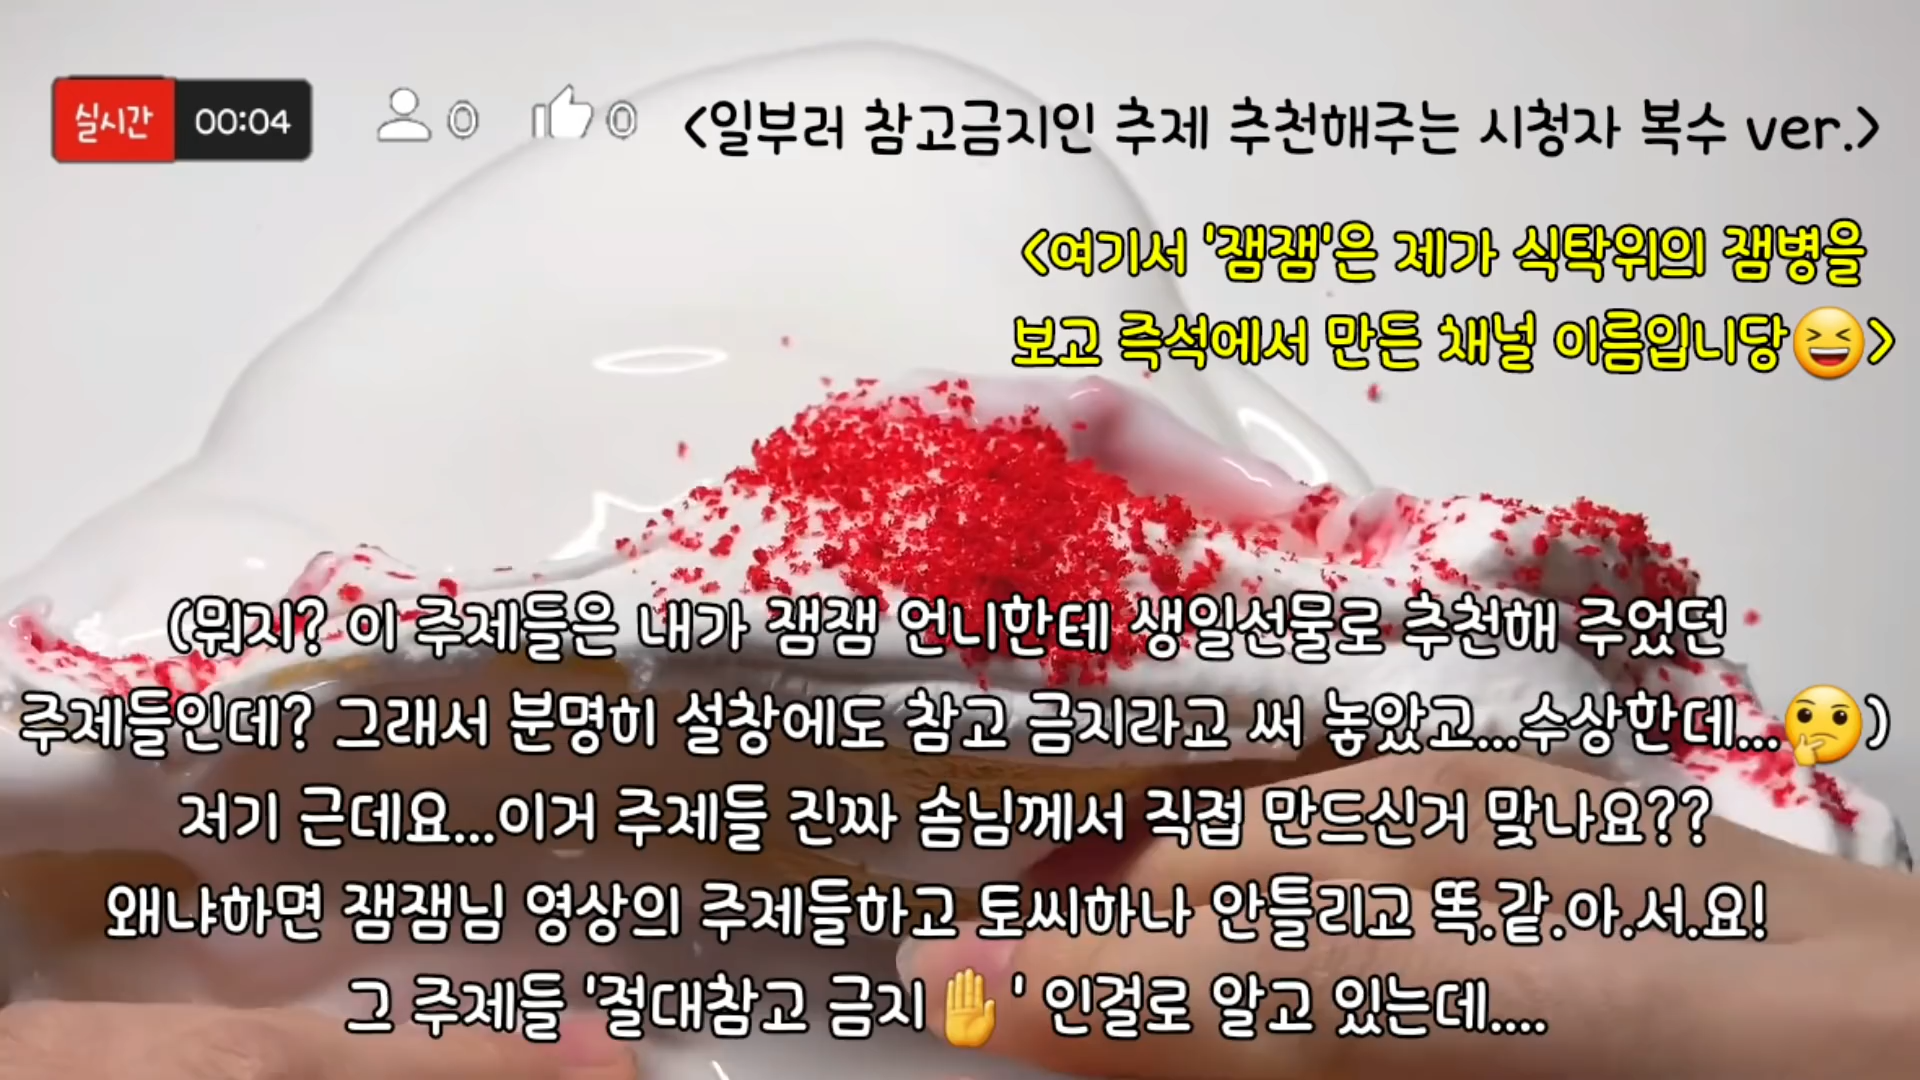 실시간 00:04 0 0
<일부러 참고금지인 주제 추천해주는 시청자 복수 ver.>
<여기서 '잼잼'은 제가 식탁위의 잼병을
보고 즉석에서 만든 채널 이름입니당😆>
(뭐지? 이 주제들은 내가 잼잼 언니한테 생일선물로 추천해 주었던
주제들인데? 그래서 분명히 설창에도 참고 금지라고 써 놓았고...수상한데...🤔)
저기 근데요...이거 주제들 진짜 솜님께서 직접 만드신거 맞나요??
왜냐하면 잼잼님 영상의 주제들하고 토씨하나 안틀리고 똑.같.아.서.요!
그 주제들 '절대참고 금지✋' 인걸로 알고 있는데....